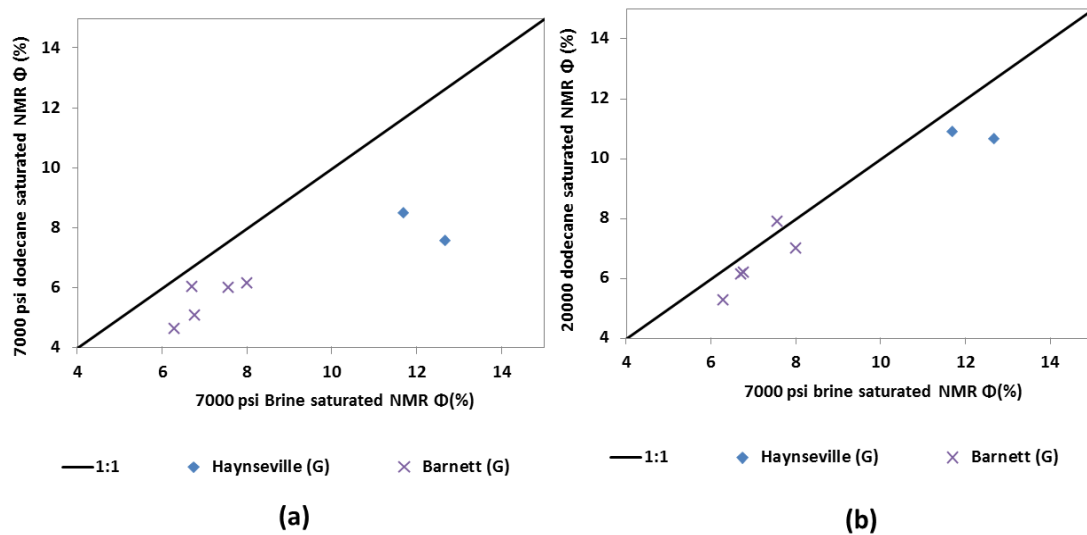 7000 psi dodecane saturated NMR Φ (%)
14
12
10
8
6
4
4 6 8 10 12 14
7000 psi Brine saturated NMR Φ(%)
1:1 Haynseville (G) Barnett (G)
(a)
20000 dodecane saturated NMR Φ (%)
14
12
10
8
6
4
4 6 8 10 12 14
7000 psi brine saturated NMR Φ(%)
1:1 Haynseville (G) Barnett (G)
(b)